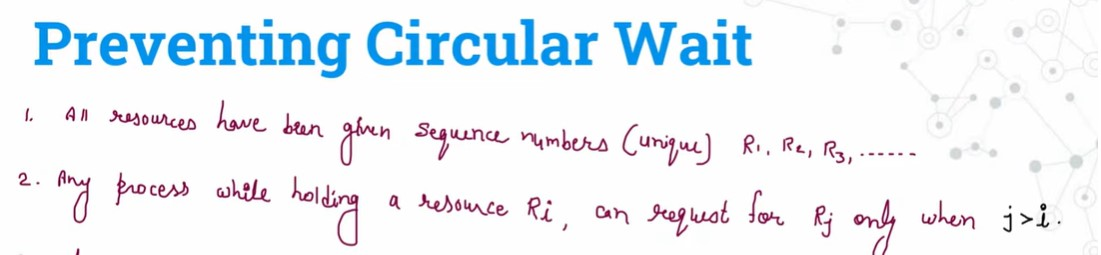 Preventing Circular Wait
1. All resources have been given sequence numbers (unique) R1, R2, R3, ......
2. Any process while holding a resource Ri, can request for Rj only when j>i.